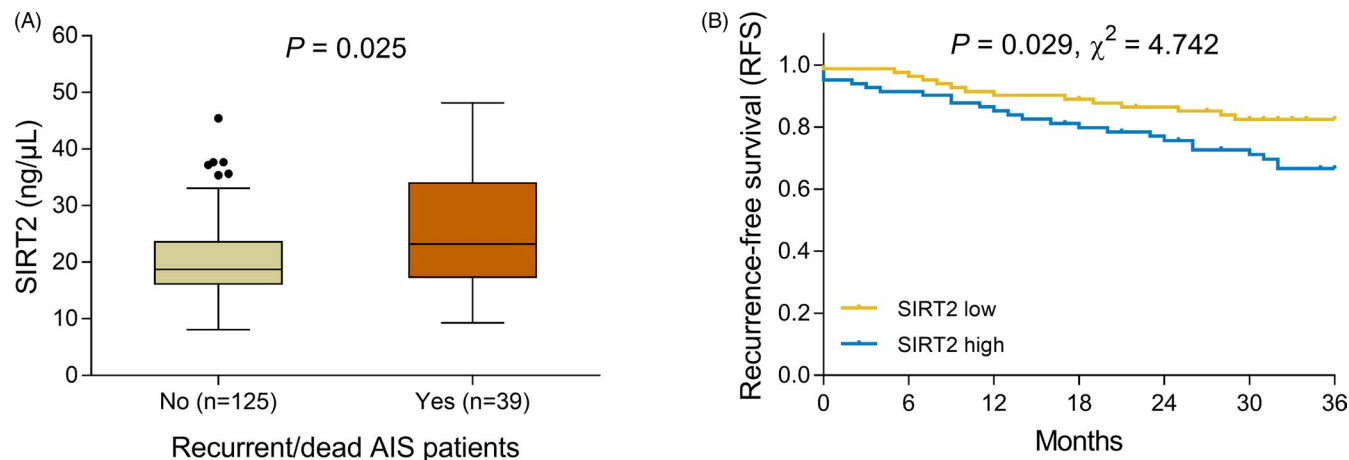 (A)
P = 0.025
SIRT2 (ng/µL)
60
50
40
30
20
10
0
No (n=125)
Yes (n=39)
Recurrent/dead AIS patients
(B)
P = 0.029, χ² = 4.742
Recurrence-free survival (RFS)
1.0
0.8
0.6
0.4
0.2
0.0
SIRT2 low
SIRT2 high
0 6 12 18 24 30 36
Months